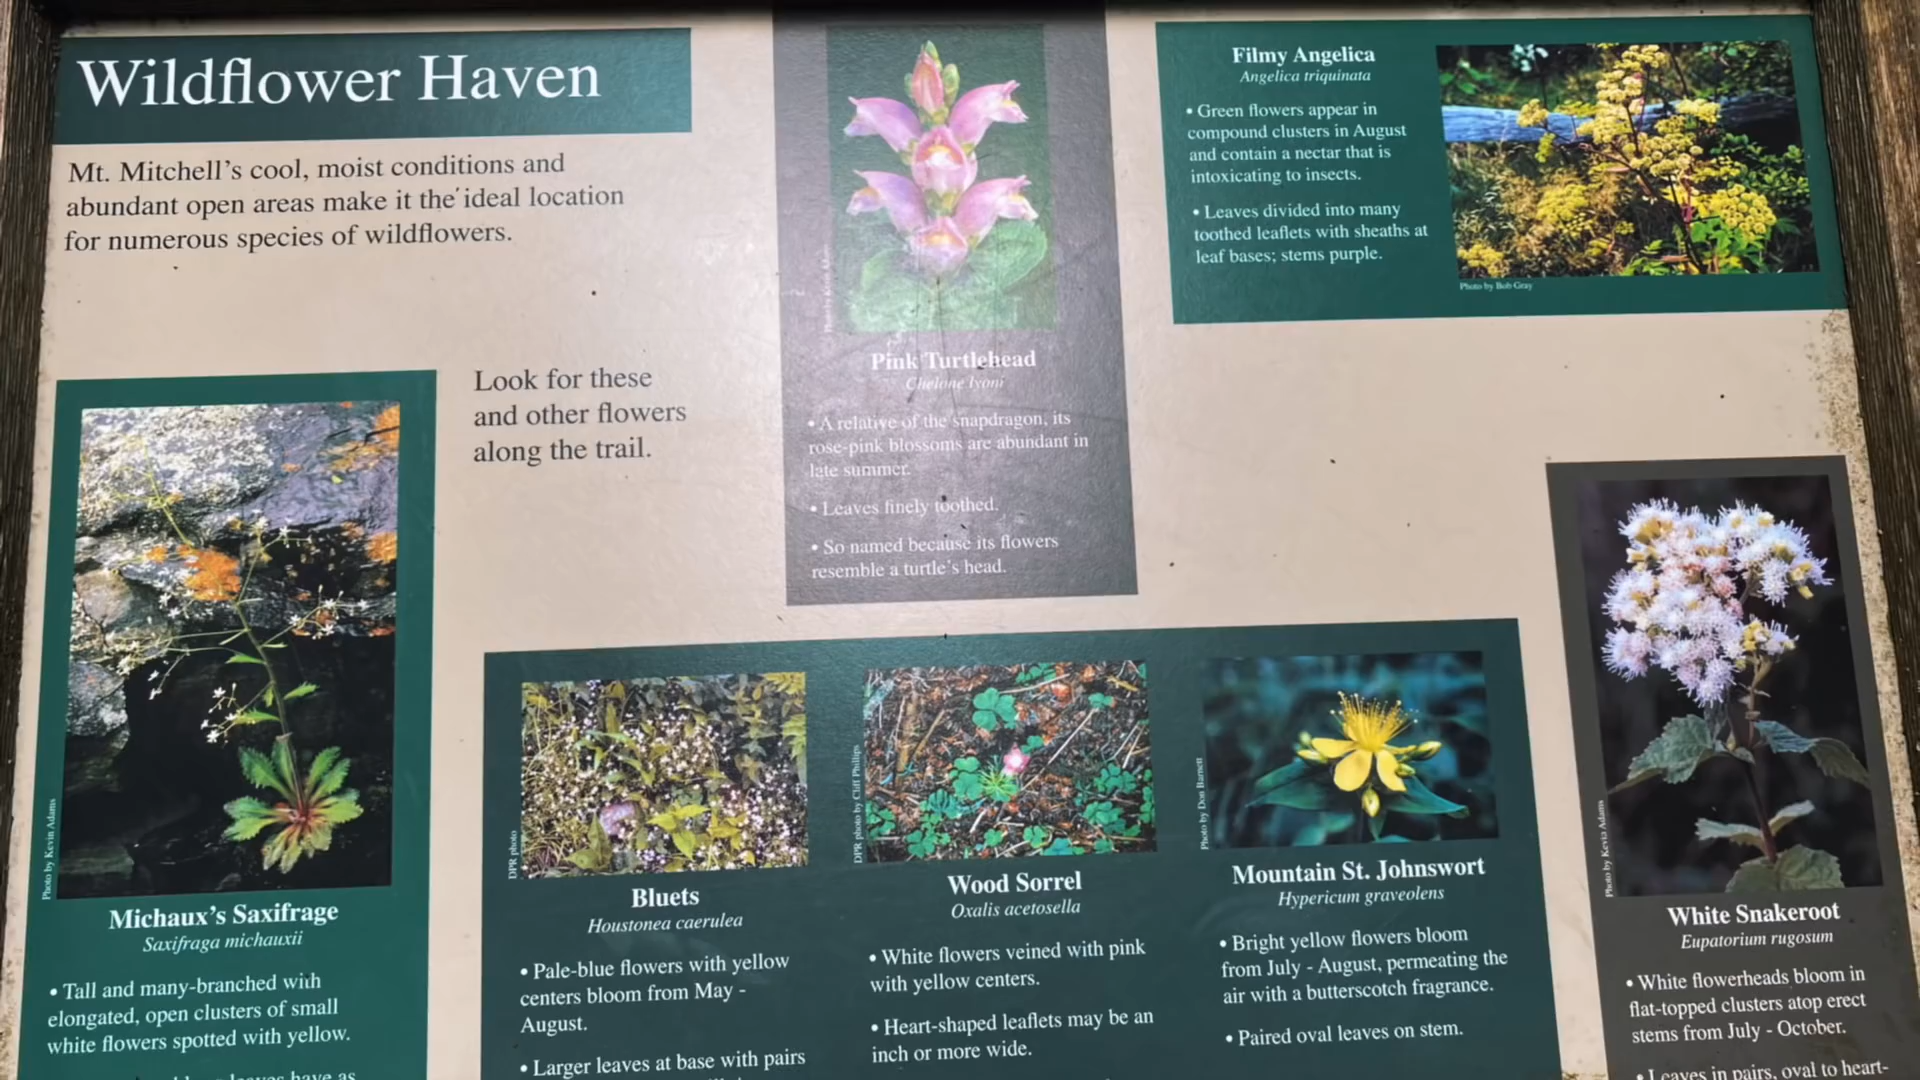 Wildflower Haven
Mt. Mitchell's cool, moist conditions and
abundant open areas make it the ideal location
for numerous species of wildflowers.
Look for these
and other flowers
along the trail.
Pink Turtlehead
Chelone lyoni
• A relative of the snapdragon, its
rose-pink blossoms are abundant in
late summer.
• Leaves finely toothed.
• So named because its flowers
resemble a turtle's head.
Filmy Angelica
Angelica triquinata
• Green flowers appear in
compound clusters in August
and contain a nectar that is
intoxicating to insects.
• Leaves divided into many
toothed leaflets with sheaths at
leaf bases; stems purple.
Photo by Bob Gray
Photo by Kevin Adams
Michaux's Saxifrage
Saxifraga michauxii
• Tall and many-branched with
elongated, open clusters of small
white flowers spotted with yellow.
leaves have as
DPR photo
Bluets
Houstonea caerulea
• Pale-blue flowers with yellow
centers bloom from May -
August.
• Larger leaves at base with pairs
DPR photo by Cliff Phillips
Wood Sorrel
Oxalis acetosella
• White flowers veined with pink
with yellow centers.
• Heart-shaped leaflets may be an
inch or more wide.
Photo by Don Barnett
Mountain St. Johnswort
Hypericum graveolens
• Bright yellow flowers bloom
from July - August, permeating the
air with a butterscotch fragrance.
• Paired oval leaves on stem.
Photo by Kevin Adams
White Snakeroot
Eupatorium rugosum
• White flowerheads bloom in
flat-topped clusters atop erect
stems from July - October.
• Leaves in pairs, oval to heart-